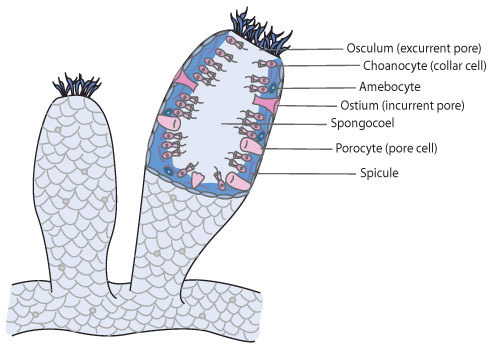 Osculum (excurrent pore)
Choanocyte (collar cell)
Amebocyte
Ostium (incurrent pore)
Spongocoel
Porocyte (pore cell)
Spicule